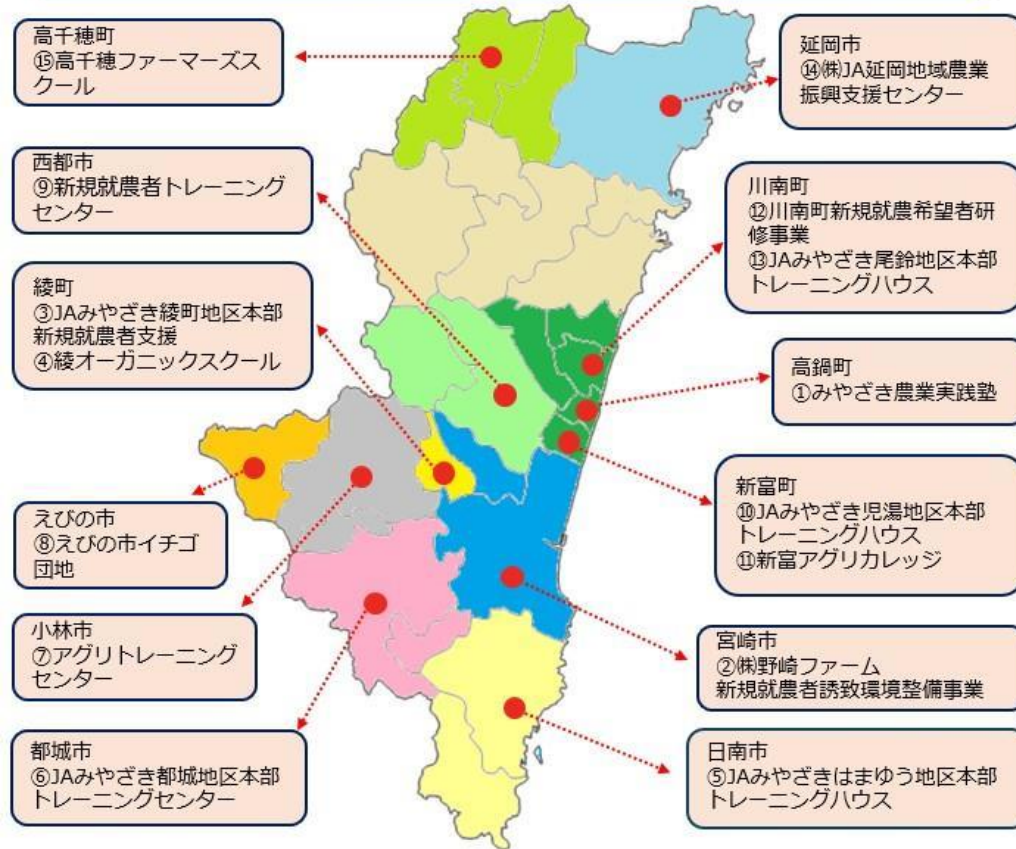 高千穂町
⑮高千穂ファーマーズス
クール
延岡市
⑭㈱JA延岡地域農業
振興支援センター
西都市
⑨新規就農者トレーニング
センター
川南町
⑫川南町新規就農希望者研
修事業
⑬JAみやざき尾鈴地区本部
トレーニングハウス
綾町
③JAみやざき綾町地区本部
新規就農者支援
④綾オーガニックスクール
高鍋町
①みやざき農業実践塾
新富町
⑩JAみやざき児湯地区本部
トレーニングハウス
⑪新富アグリカレッジ
えびの市
⑧えびの市イチゴ
団地
小林市
⑦アグリトレーニング
センター
宮崎市
②㈱野崎ファーム
新規就農者誘致環境整備事業
都城市
⑥JAみやざき都城地区本部
トレーニングセンター
日南市
⑤JAみやざきはまゆう地区本部
トレーニングハウス